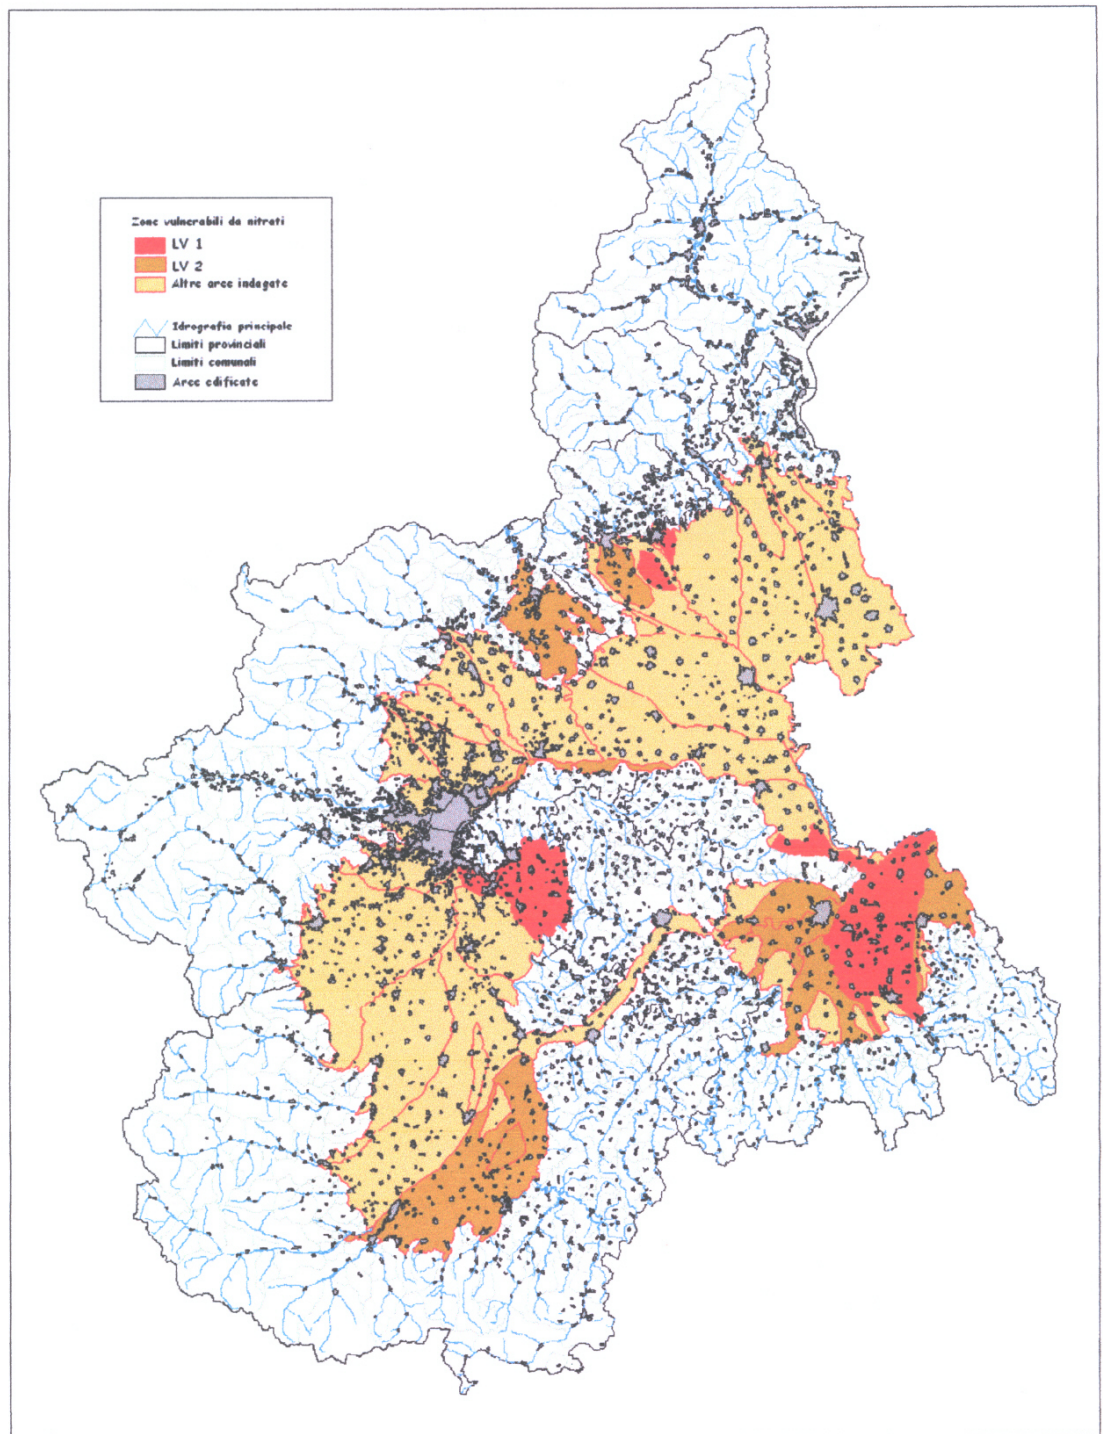 Zone vulnerabili da nitrati
LV 1
LV 2
Altre aree indagate
Idrografia principale
Limiti provinciali
Limiti comunali
Aree edificate